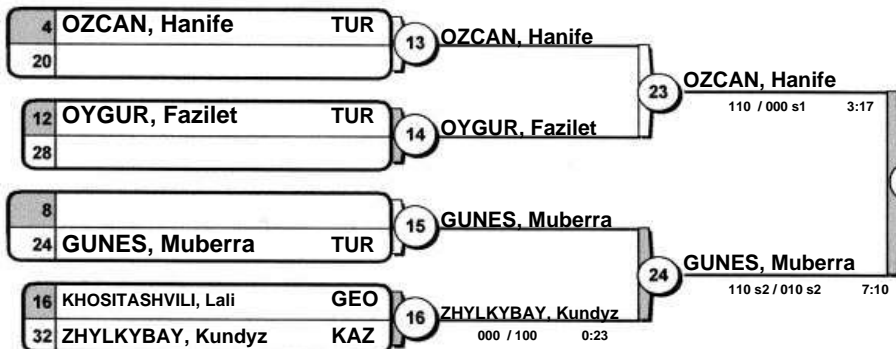 4 OZCAN, Hanife TUR
20
13 OZCAN, Hanife
12 OYGUR, Fazilet TUR
28
14 OYGUR, Fazilet
23 OZCAN, Hanife
110 / 000 s1 3:17
8
24 GUNES, Muberra TUR
15 GUNES, Muberra
16 KHOSITASHVILI, Lali GEO
32 ZHYLKYBAY, Kundyz KAZ
16 ZHYLKYBAY, Kundyz
000 / 100 0:23
24 GUNES, Muberra
110 s2 / 010 s2 7:10